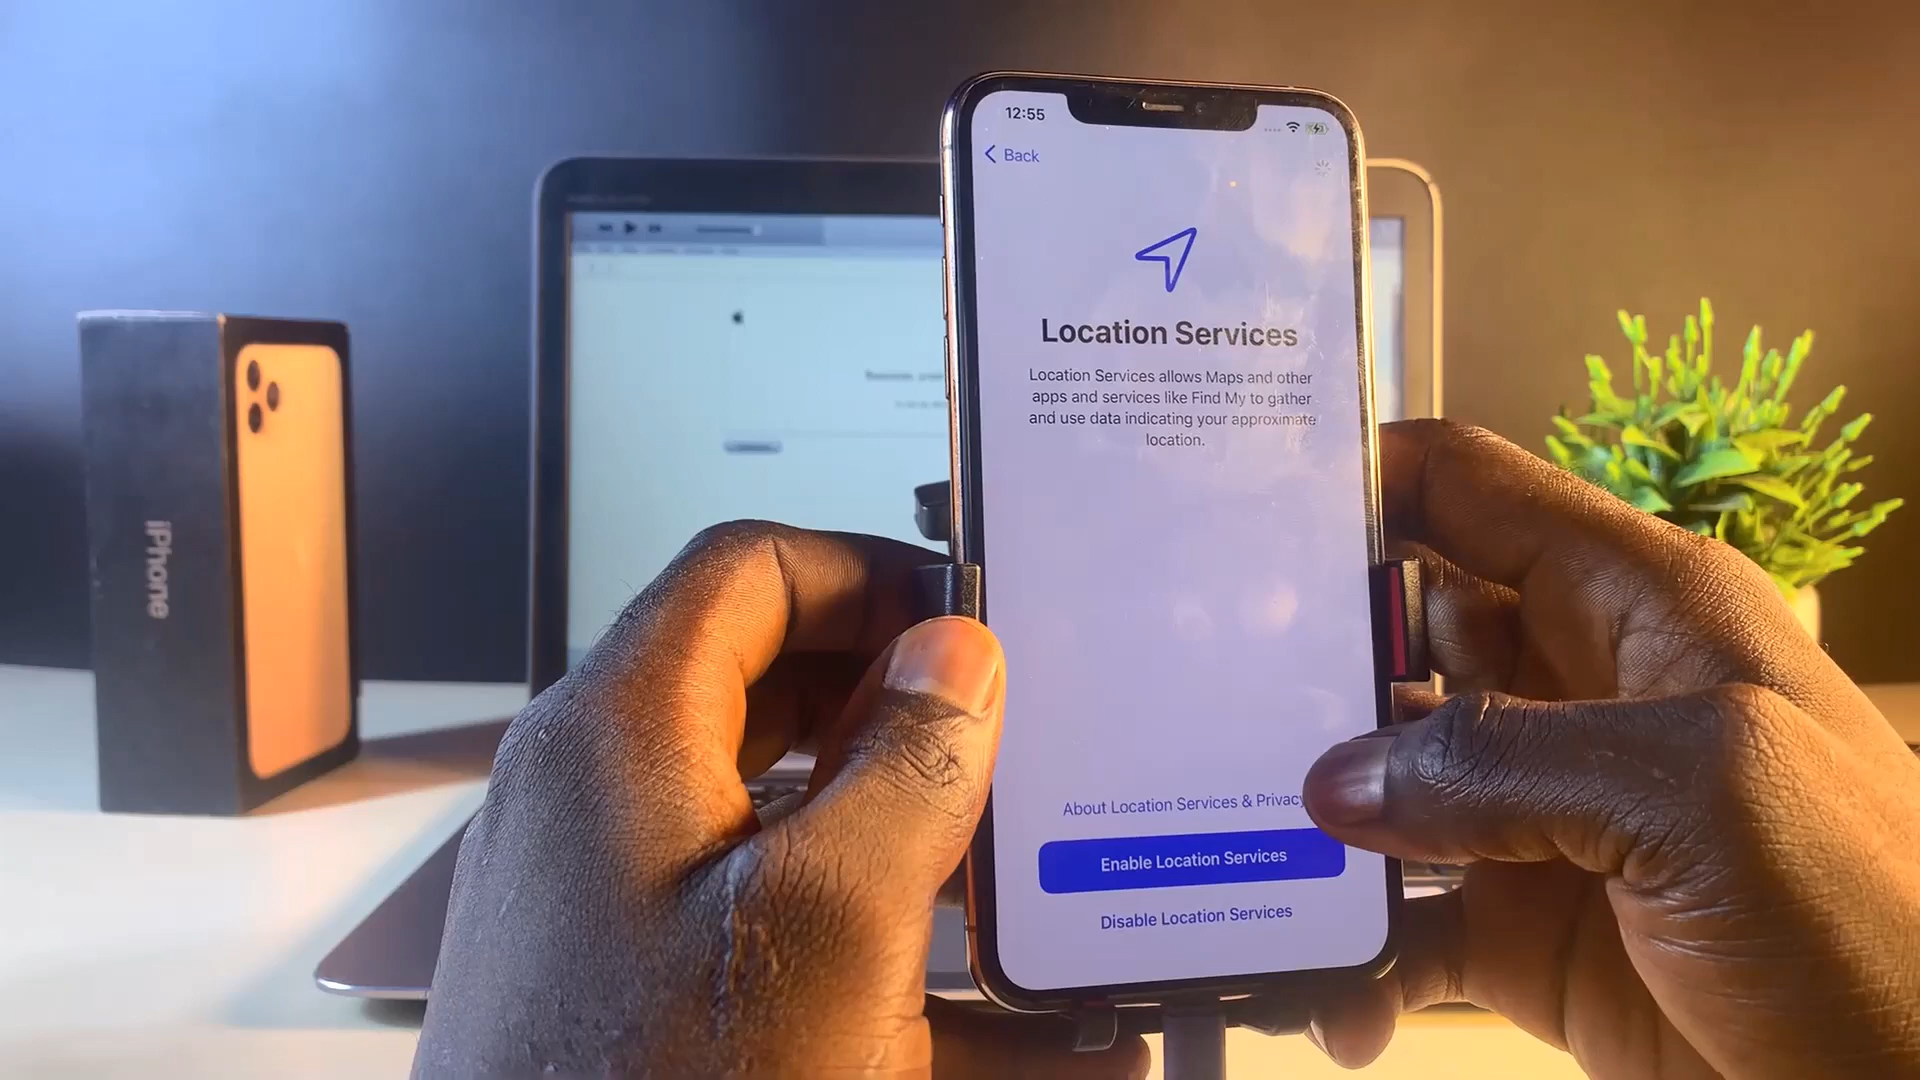 12:55
Back
Location Services
Location Services allows Maps and other
apps and services like Find My to gather
and use data indicating your approximate
location.
About Location Services & Privacy
Enable Location Services
Disable Location Services
iPhone